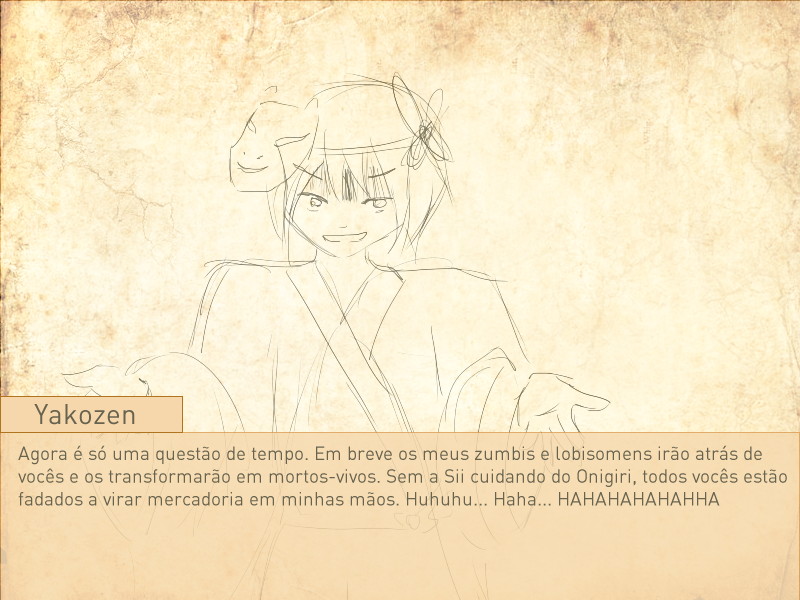 Yakozen
Agora é só uma questão de tempo. Em breve os meus zumbis e lobisomens irão atrás de
vocês e os transformarão em mortos-vivos. Sem a Sii cuidando do Onigiri, todos vocês estão
fadados a virar mercadoria em minhas mãos. Huhuhu... Haha... HAHAHAHAHAHHA